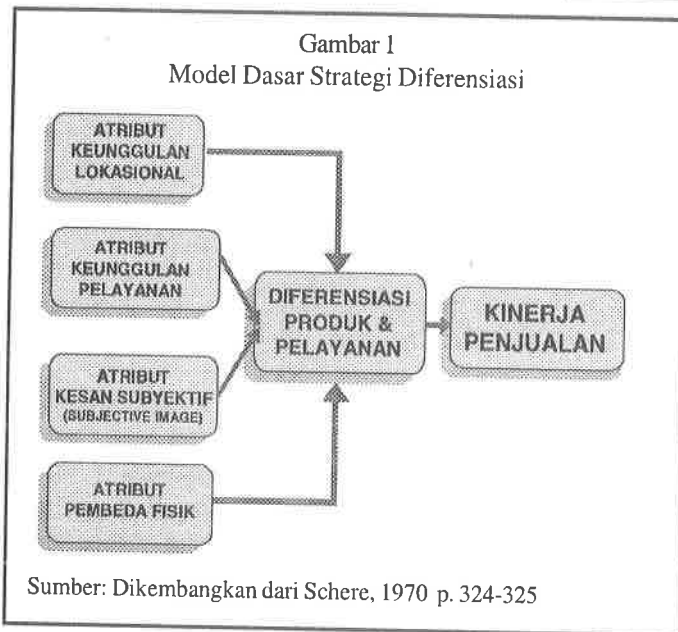 Gambar 1
Model Dasar Strategi Diferensiasi
ATRIBUT
KEUNGGULAN
LOKASIONAL
ATRIBUT
KEUNGGULAN
PELAYANAN
ATRIBUT
KESAN SUBYEKTIF
(SUBJECTIVE IMAGE)
ATRIBUT
PEMBEDA FISIK
DIFERENSIASI
PRODUK &
PELAYANAN
KINERJA
PENJUALAN
Sumber: Dikembangkan dari Schere, 1970 p. 324-325